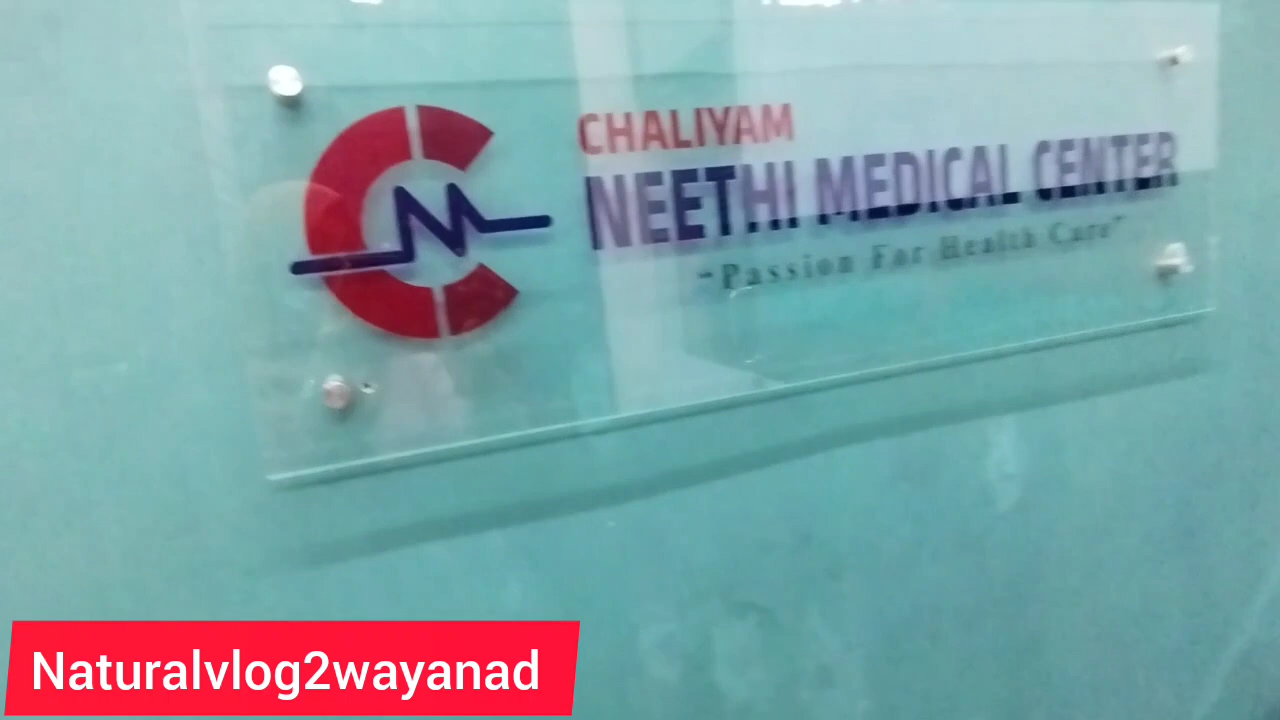 CHALIYAM
NEETHI MEDICAL CENTER
"Passion For Health Care"
Naturalvlog2wayanad